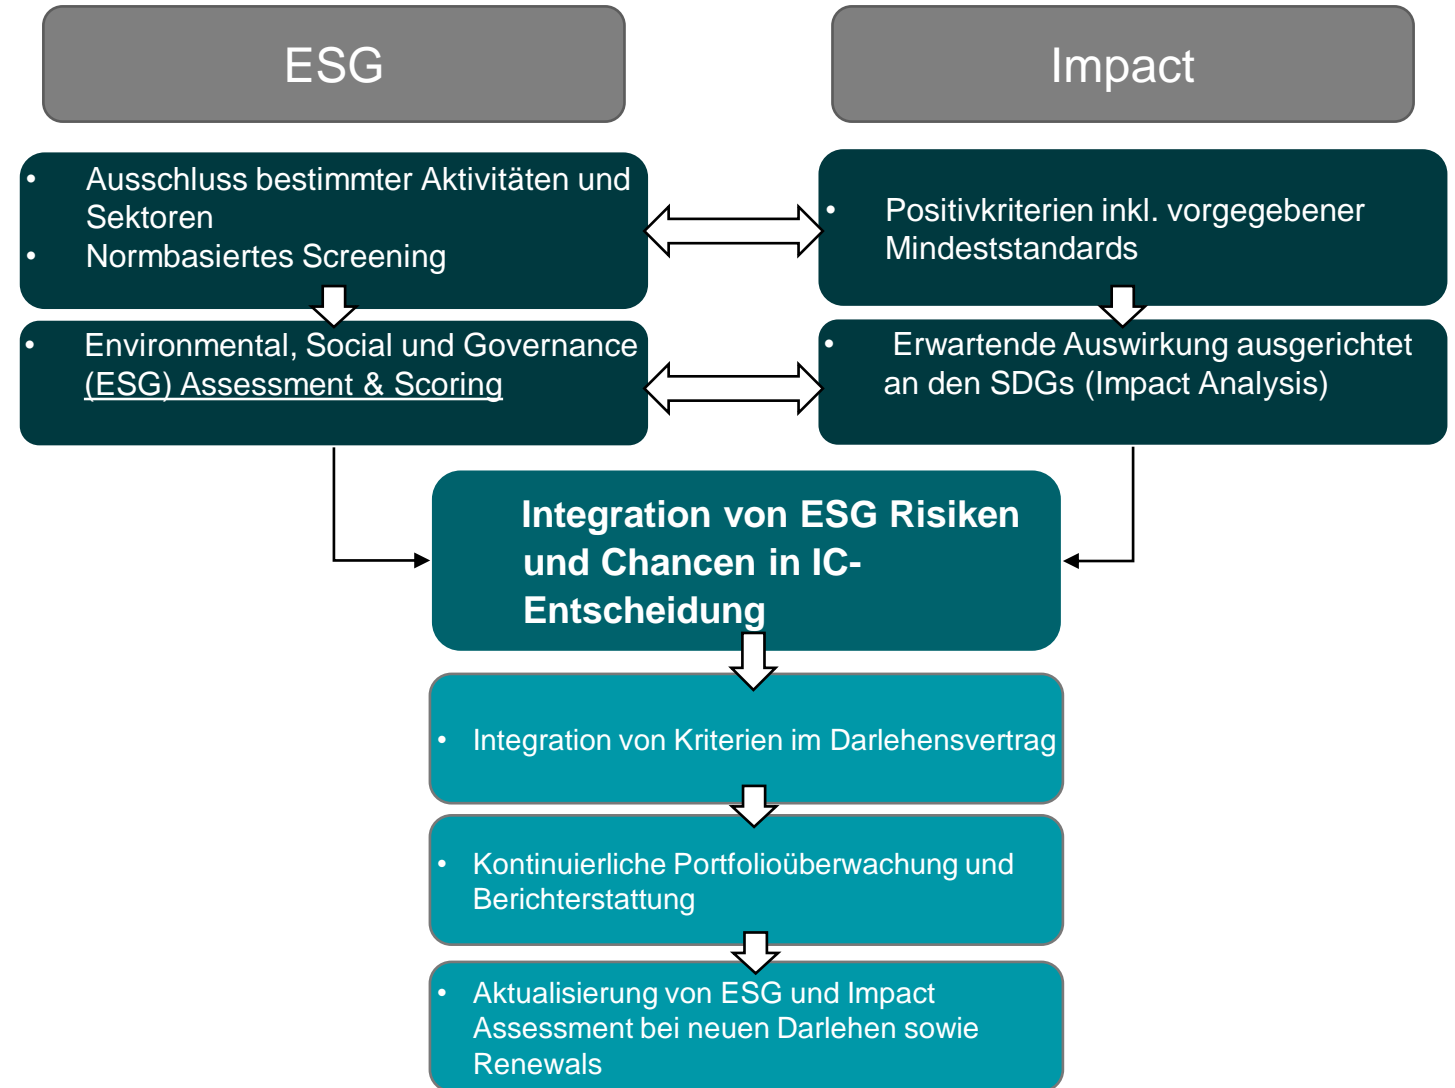 ESG
Impact
• Ausschluss bestimmter Aktivitäten und
Sektoren
• Normbasiertes Screening
• Positivkriterien inkl. vorgegebener
Mindeststandards
• Environmental, Social und Governance
(ESG) Assessment & Scoring
• Erwartende Auswirkung ausgerichtet
an den SDGs (Impact Analysis)
Integration von ESG Risiken
und Chancen in IC-
Entscheidung
• Integration von Kriterien im Darlehensvertrag
• Kontinuierliche Portfolioüberwachung und
Berichterstattung
• Aktualisierung von ESG und Impact
Assessment bei neuen Darlehen sowie
Renewals